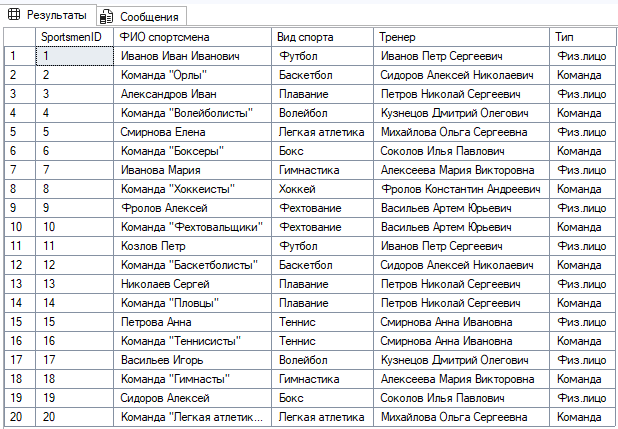 Результаты Сообщения
SportsmenID ФИО спортсмена Вид спорта Тренер Тип
1 1 Иванов Иван Иванович Футбол Иванов Петр Сергеевич Физ.лицо
2 2 Команда "Орлы" Баскетбол Сидоров Алексей Николаевич Команда
3 3 Александров Иван Плавание Петров Николай Сергеевич Физ.лицо
4 4 Команда "Волейболисты" Волейбол Кузнецов Дмитрий Олегович Команда
5 5 Смирнова Елена Легкая атлетика Михайлова Ольга Сергеевна Физ.лицо
6 6 Команда "Боксеры" Бокс Соколов Илья Павлович Команда
7 7 Иванова Мария Гимнастика Алексеева Мария Викторовна Физ.лицо
8 8 Команда "Хоккеисты" Хоккей Фролов Константин Андреевич Команда
9 9 Фролов Алексей Фехтование Васильев Артем Юрьевич Физ.лицо
10 10 Команда "Фехтовальщики" Фехтование Васильев Артем Юрьевич Команда
11 11 Козлов Петр Футбол Иванов Петр Сергеевич Физ.лицо
12 12 Команда "Баскетболисты" Баскетбол Сидоров Алексей Николаевич Команда
13 13 Николаев Сергей Плавание Петров Николай Сергеевич Физ.лицо
14 14 Команда "Пловцы" Плавание Петров Николай Сергеевич Команда
15 15 Петрова Анна Теннис Смирнова Анна Ивановна Физ.лицо
16 16 Команда "Теннисисты" Теннис Смирнова Анна Ивановна Команда
17 17 Васильев Игорь Волейбол Кузнецов Дмитрий Олегович Физ.лицо
18 18 Команда "Гимнасты" Гимнастика Алексеева Мария Викторовна Команда
19 19 Сидоров Алексей Бокс Соколов Илья Павлович Физ.лицо
20 20 Команда "Легкая атлетик... Легкая атлетика Михайлова Ольга Сергеевна Команда